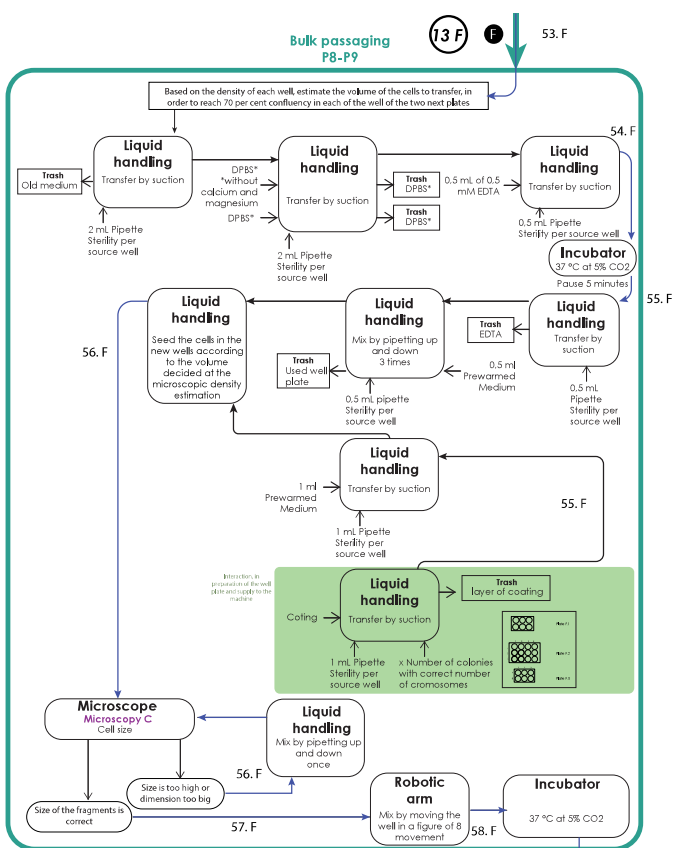 Bulk passaging
P8-P9
13 F
F
53. F
Based on the density of each well, estimate the volume of the cells to transfer, in
order to reach 70 per cent confluency in each of the well of the two next plates
54. F
Liquid
handling
Transfer by suction
Trash
Old medium
2 mL Pipette
Sterility per
source well
DPBS*
*without
calcium and
magnesium
DPBS*
Liquid
handling
Transfer by suction
Trash
DPBS*
Trash
DPBS*
2 mL Pipette
Sterility per
source well
0,5 mL of 0,5
mM EDTA
Liquid
handling
Transfer by suction
0,5 mL Pipette
Sterility per source well
Incubator
37 °C at 5% CO2
Pause 5 minutes
55. F
Liquid
handling
Transfer by
suction
Trash
EDTA
0,5 mL
Pipette
Sterility per
source well
Liquid
handling
Mix by pipetting up
and down
3 times
Trash
Used well
plate
0,5 mL pipette
Sterility per
source well
0,5 ml
Prewarmed
Medium
Liquid
handling
Seed the cells in the
new wells according
to the volume
decided at the
microscopic density
estimation
56. F
Liquid
handling
Transfer by suction
1 ml
Prewarmed
Medium
1 mL Pipette
Sterility per
source well
55. F
Interaction, in
preparation of the well
plate and supply to the
machine
Liquid
handling
Transfer by suction
Coting
Trash
layer of coating
1 mL Pipette
Sterility per
source well
x Number of colonies
with correct number
of cromosomes
Microscope
Microscopy C
Cell size
Liquid
handling
Mix by pipetting up
and down
once
56. F
Size is too high or
dimension too big
Size of the fragments is
correct
57. F
Robotic
arm
Mix by moving the
well in a figure of 8
movement
58. F
Incubator
37 °C at 5% CO2